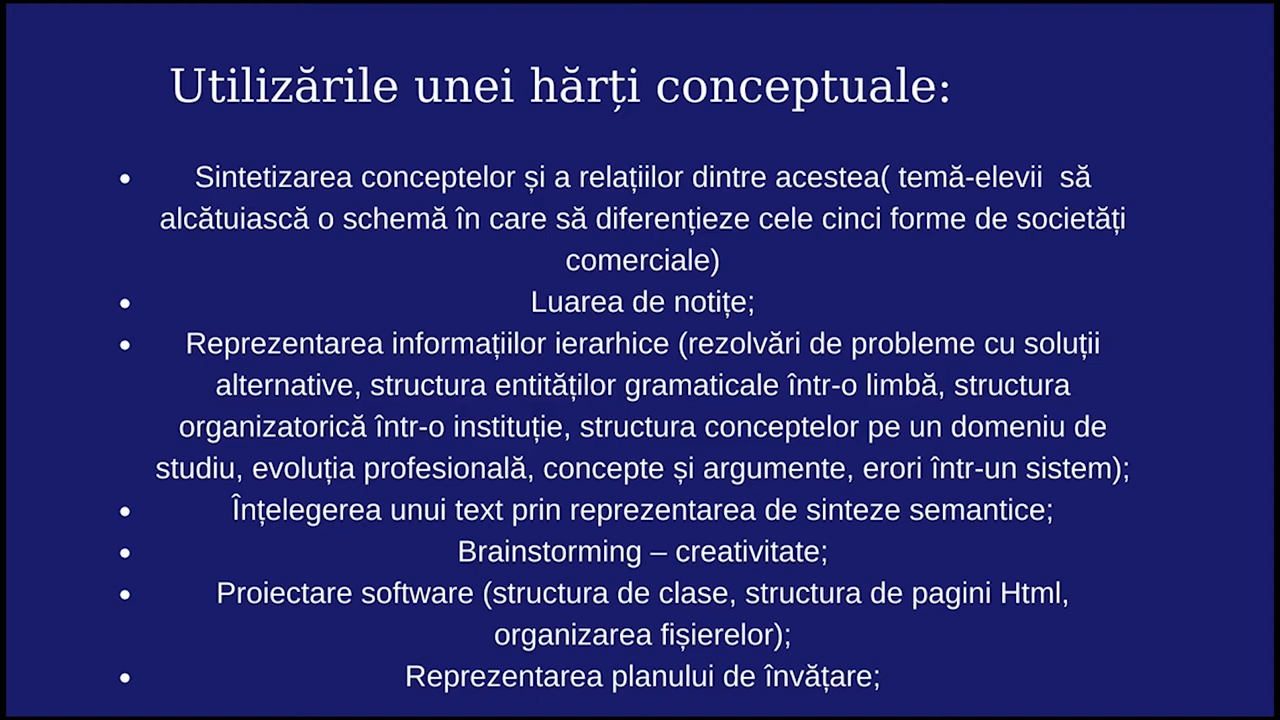 Utilizările unei hărți conceptuale:
• Sintetizarea conceptelor și a relațiilor dintre acestea( temă-elevii  să
alcătuiască o schemă în care să diferențieze cele cinci forme de societăți
comerciale)
• Luarea de notițe;
• Reprezentarea informațiilor ierarhice (rezolvări de probleme cu soluții
alternative, structura entităților gramaticale într-o limbă, structura
organizatorică într-o instituție, structura conceptelor pe un domeniu de
studiu, evoluția profesională, concepte și argumente, erori într-un sistem);
• Înțelegerea unui text prin reprezentarea de sinteze semantice;
• Brainstorming – creativitate;
• Proiectare software (structura de clase, structura de pagini Html,
organizarea fișierelor);
• Reprezentarea planului de învățare;